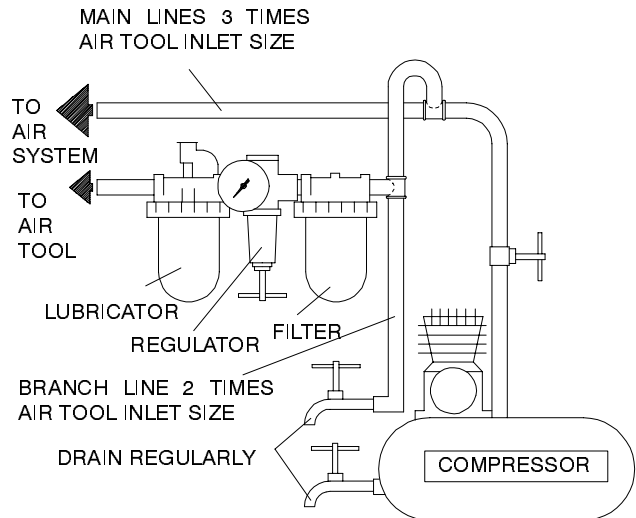 MAIN LINES 3 TIMES
AIR TOOL INLET SIZE
TO
AIR
SYSTEM
TO
AIR
TOOL
LUBRICATOR
REGULATOR
FILTER
BRANCH LINE 2 TIMES
AIR TOOL INLET SIZE
DRAIN REGULARLY
COMPRESSOR